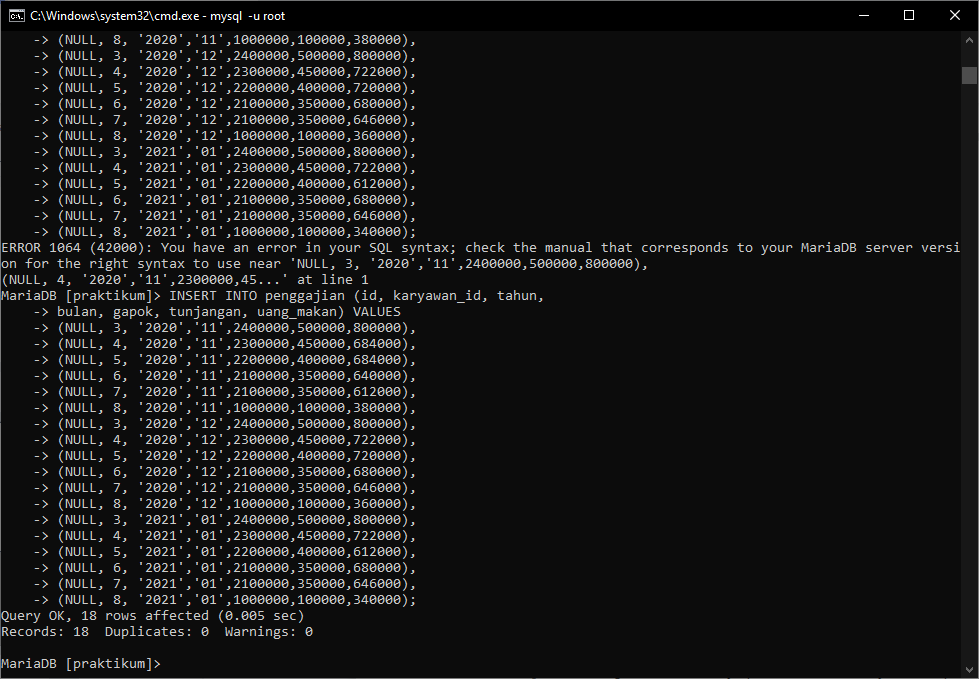 C:\Windows\system32\cmd.exe - mysql  -u root
    -> (NULL, 8, '2020','11',1000000,100000,380000),
    -> (NULL, 3, '2020','12',2400000,500000,800000),
    -> (NULL, 4, '2020','12',2300000,450000,722000),
    -> (NULL, 5, '2020','12',2200000,400000,720000),
    -> (NULL, 6, '2020','12',2100000,350000,680000),
    -> (NULL, 7, '2020','12',2100000,350000,646000),
    -> (NULL, 8, '2020','12',1000000,100000,360000),
    -> (NULL, 3, '2021','01',2400000,500000,800000),
    -> (NULL, 4, '2021','01',2300000,450000,722000),
    -> (NULL, 5, '2021','01',2200000,400000,612000),
    -> (NULL, 6, '2021','01',2100000,350000,680000),
    -> (NULL, 7, '2021','01',2100000,350000,646000),
    -> (NULL, 8, '2021','01',1000000,100000,340000);
ERROR 1064 (42000): You have an error in your SQL syntax; check the manual that corresponds to your MariaDB server versi
on for the right syntax to use near 'NULL, 3, '2020','11',2400000,500000,800000),
(NULL, 4, '2020','11',2300000,45...' at line 1
MariaDB [praktikum]> INSERT INTO penggajian (id, karyawan_id, tahun,
    -> bulan, gapok, tunjangan, uang_makan) VALUES
    -> (NULL, 3, '2020','11',2400000,500000,800000),
    -> (NULL, 4, '2020','11',2300000,450000,684000),
    -> (NULL, 5, '2020','11',2200000,400000,684000),
    -> (NULL, 6, '2020','11',2100000,350000,640000),
    -> (NULL, 7, '2020','11',2100000,350000,612000),
    -> (NULL, 8, '2020','11',1000000,100000,380000),
    -> (NULL, 3, '2020','12',2400000,500000,800000),
    -> (NULL, 4, '2020','12',2300000,450000,722000),
    -> (NULL, 5, '2020','12',2200000,400000,720000),
    -> (NULL, 6, '2020','12',2100000,350000,680000),
    -> (NULL, 7, '2020','12',2100000,350000,646000),
    -> (NULL, 8, '2020','12',1000000,100000,360000),
    -> (NULL, 3, '2021','01',2400000,500000,800000),
    -> (NULL, 4, '2021','01',2300000,450000,722000),
    -> (NULL, 5, '2021','01',2200000,400000,612000),
    -> (NULL, 6, '2021','01',2100000,350000,680000),
    -> (NULL, 7, '2021','01',2100000,350000,646000),
    -> (NULL, 8, '2021','01',1000000,100000,340000);
Query OK, 18 rows affected (0.005 sec)
Records: 18  Duplicates: 0  Warnings: 0
MariaDB [praktikum]>